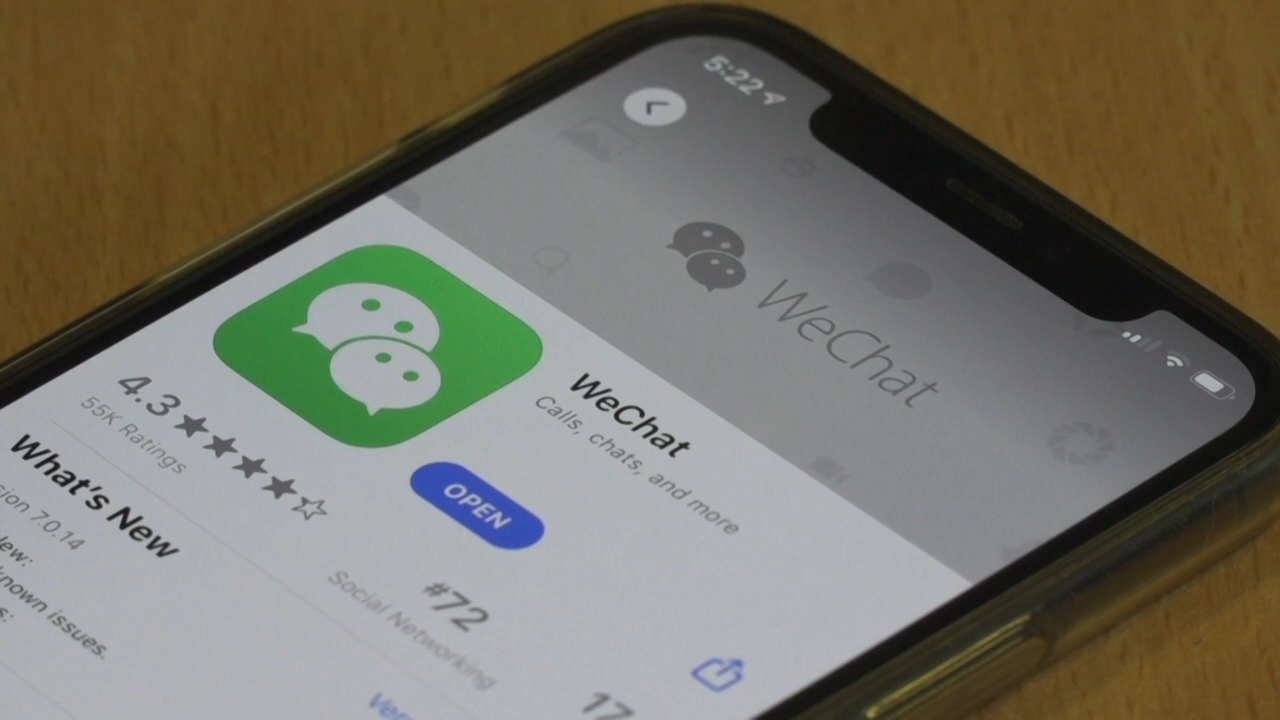 5:22
WeChat
WeChat
Calls, chats, and more
OPEN
4.3
55K Ratings
#72
Social Networking
17
What's New
7.0.14
known issues.